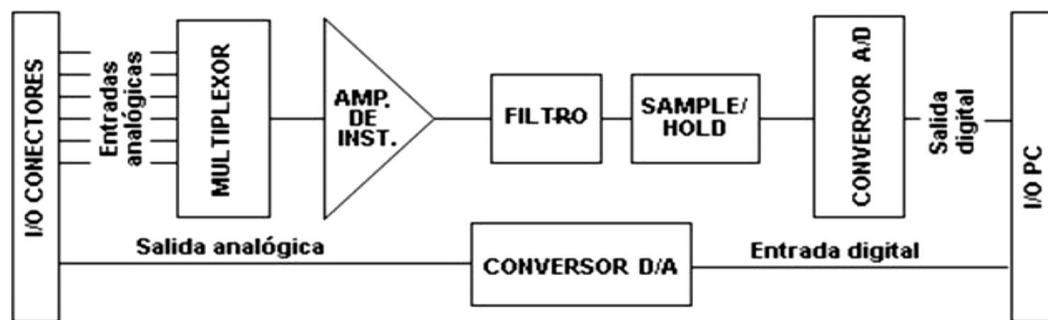 I/O CONECTORES
Entradas
analógicas
MULTIPLEXOR
AMP.
DE
INST.
FILTRO
SAMPLE/
HOLD
CONVERSOR A/D
Salida
digital
I/O PC
Salida analógica
CONVERSOR D/A
Entrada digital